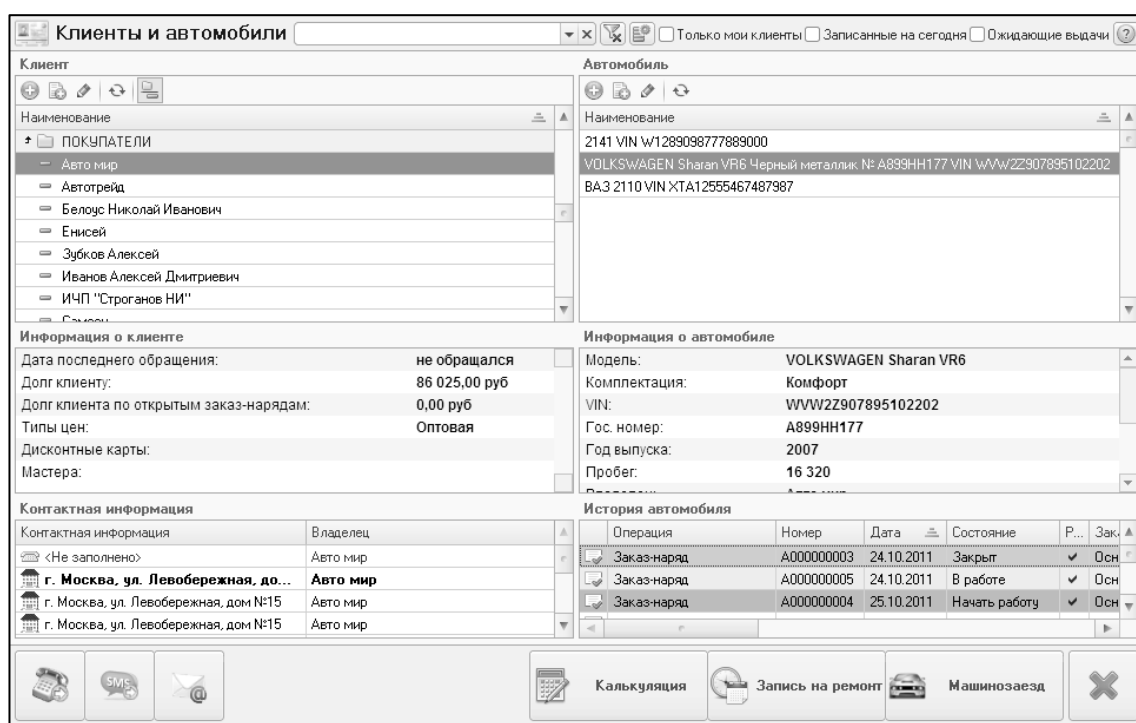 Клиенты и автомобили
Только мои клиенты Записанные на сегодня Ожидающие выдачи ?
Клиент
Наименование
ПОКУПАТЕЛИ
Авто мир
Автотрейд
Белоус Николай Иванович
Енисей
Зубков Алексей
Иванов Алексей Дмитриевич
ИЧП "Строганов НИ"
Автомобиль
Наименование
2141 VIN W1289098777889000
VOLKSWAGEN Sharan VR6 Черный металлик № А899НН177 VIN WVW2Z907895102202
ВАЗ 2110 VIN XTA12555467487987
Информация о клиенте
Дата последнего обращения: не обращался
Долг клиенту: 86 025,00 руб
Долг клиента по открытым заказ-нарядам: 0,00 руб
Типы цен: Оптовая
Дисконтные карты:
Мастера:
Информация о автомобиле
Модель: VOLKSWAGEN Sharan VR6
Комплектация: Комфорт
VIN: WVW2Z907895102202
Гос. номер: А899НН177
Год выпуска: 2007
Пробег: 16 320
Контактная информация
Контактная информация Владелец
<Не заполнено> Авто мир
г. Москва, ул. Левобережная, до... Авто мир
г. Москва, ул. Левобережная, дом №15 Авто мир
г. Москва, ул. Левобережная, дом №15 Авто мир
История автомобиля
Операция Номер Дата Состояние Р... Зак
Заказ-наряд А000000003 24.10.2011 Закрыт Осн
Заказ-наряд А000000005 24.10.2011 В работе Осн
Заказ-наряд А000000004 25.10.2011 Начать работу Осн
SMS @ Калькуляция Запись на ремонт Машинозаезд